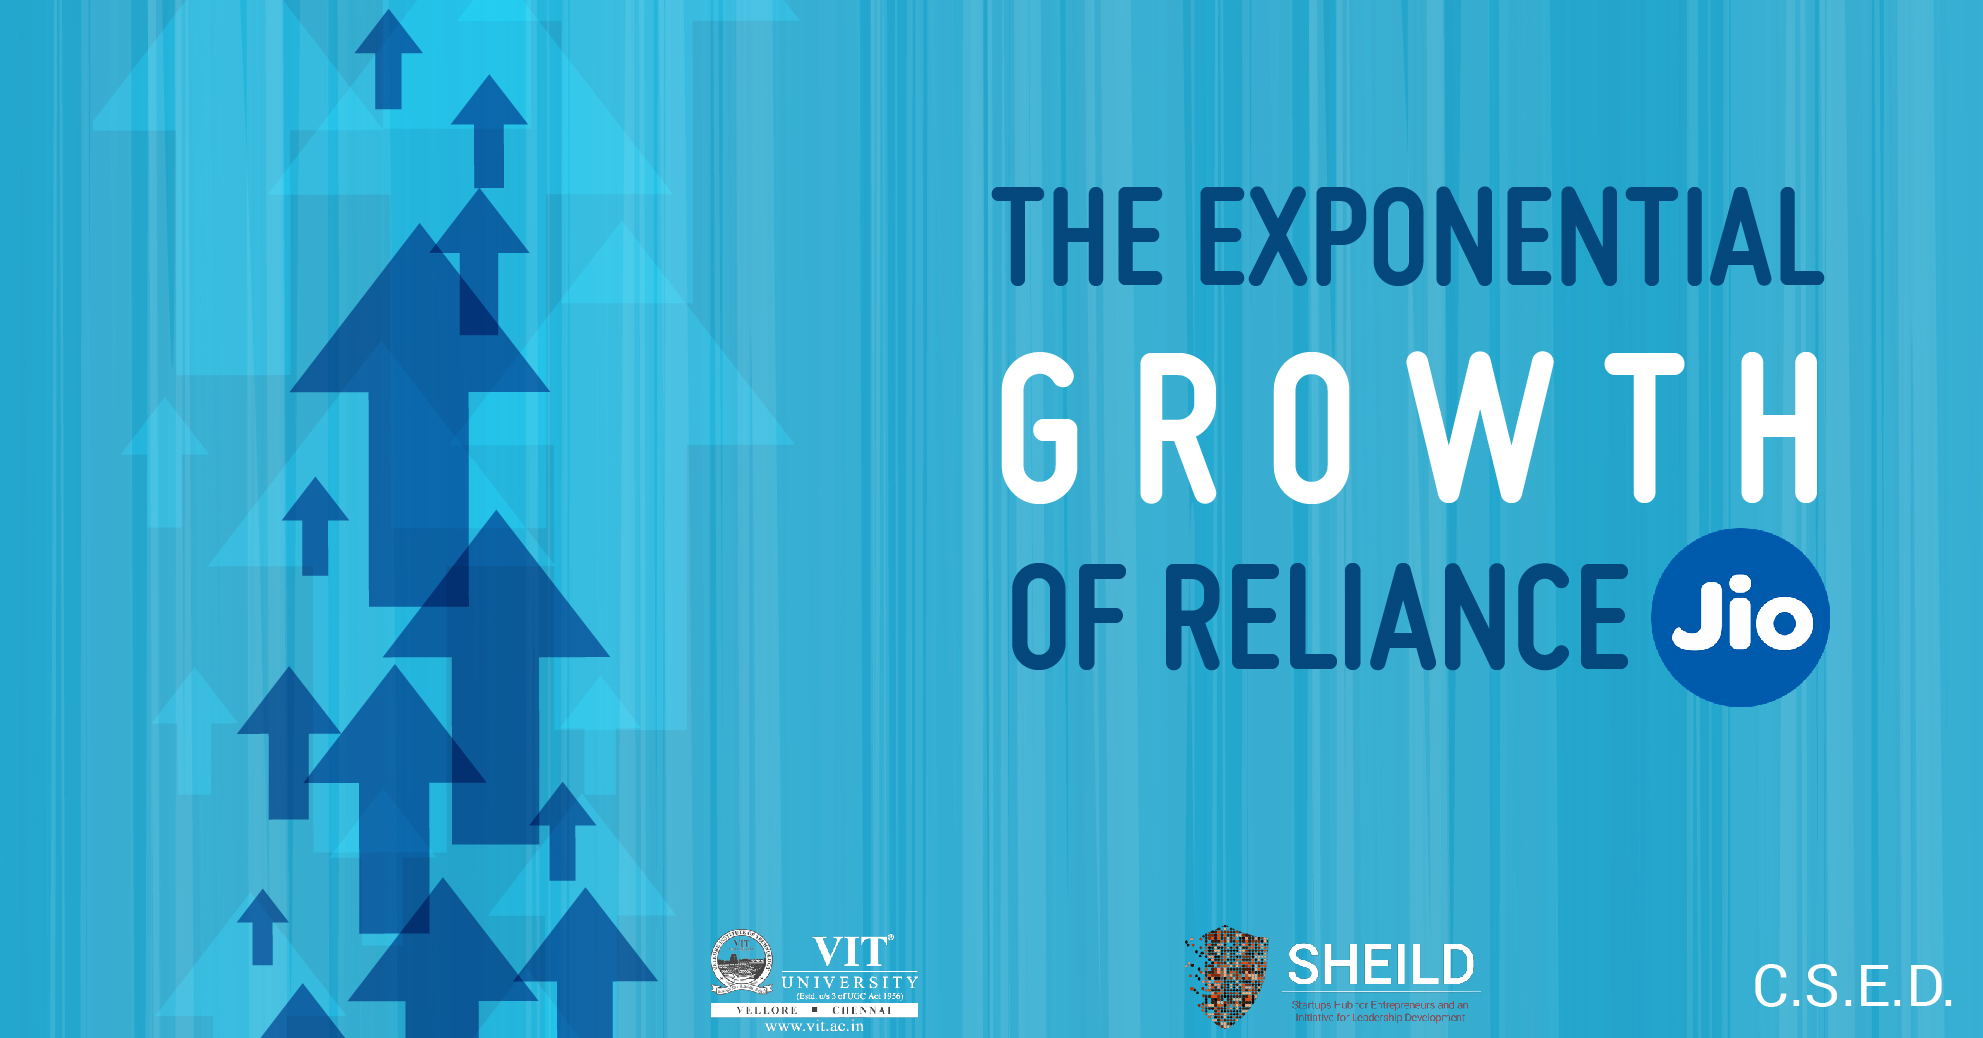 THE EXPONENTIAL
GROWTH
OF RELIANCE Jio
VIT®
UNIVERSITY
(Estd. u/s 3 of UGC Act 1956)
VELLORE ■ CHENNAI
www.vit.ac.in
VIT
SHEILD
Startups Hub for Entrepreneurs and an
Initiative for Leadership Development
C.S.E.D.